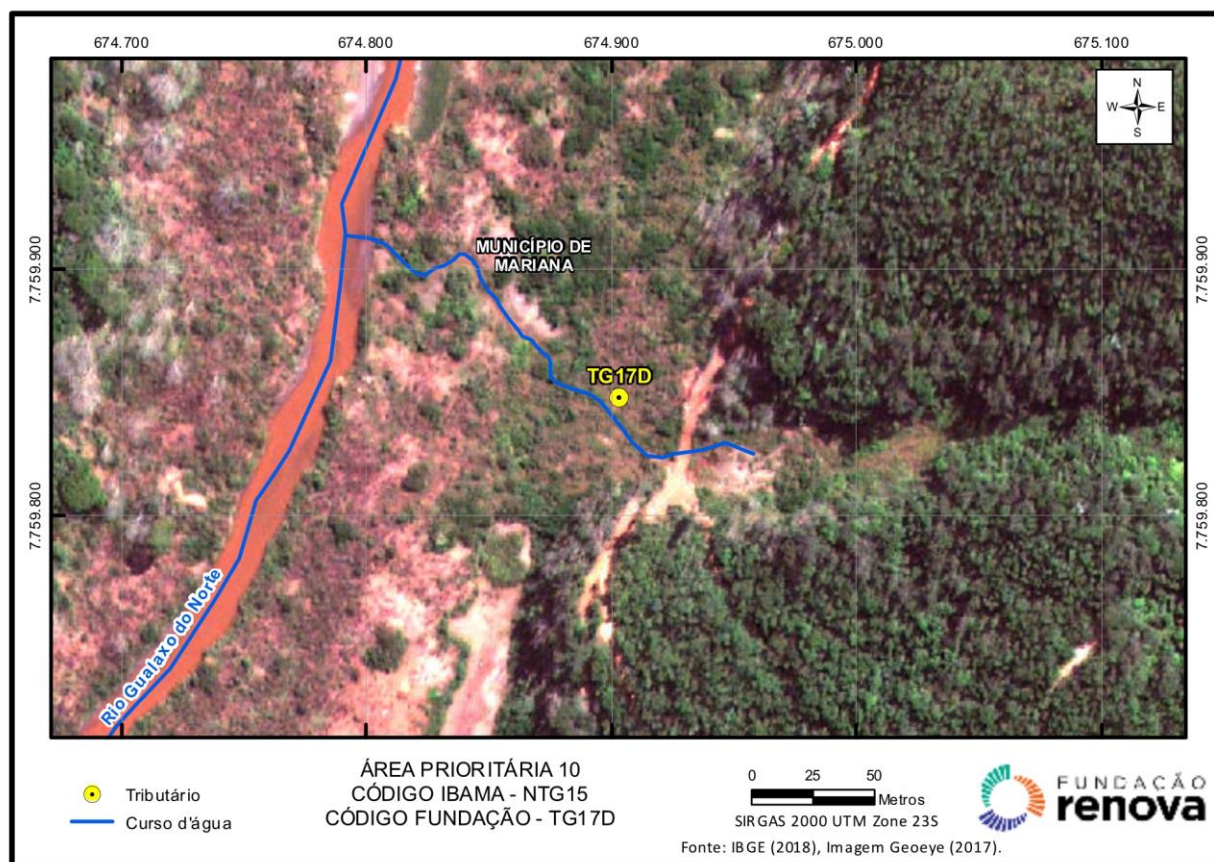 674.700 674.800 674.900 675.000 675.100
N
W E
S
7.759.900
7.759.900
MUNICÍPIO DE
MARIANA
TG17D
7.759.800
7.759.800
Rio Gualaxo do Norte
Tributário
Curso d'água
ÁREA PRIORITÁRIA 10
CÓDIGO IBAMA - NTG15
CÓDIGO FUNDAÇÃO - TG17D
0 25 50
Metros
SIRGAS 2000 UTM Zone 23S
Fonte: IBGE (2018), Imagem Geoeye (2017).
FUNDAÇÃO
renova